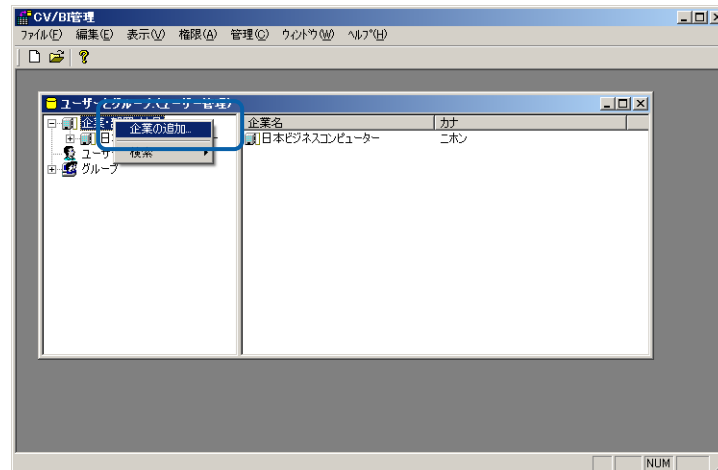 CV/BI管理
ファイル(F) 編集(E) 表示(V) 権限(A) 管理(C) ウィンドウ(W) ヘルプ(H)
ユーザーとグループ:(ユーザー管理)
企業名 カナ
企業の追加...
日本ビジネスコンピューター ニホン
検索
グループ
NUM